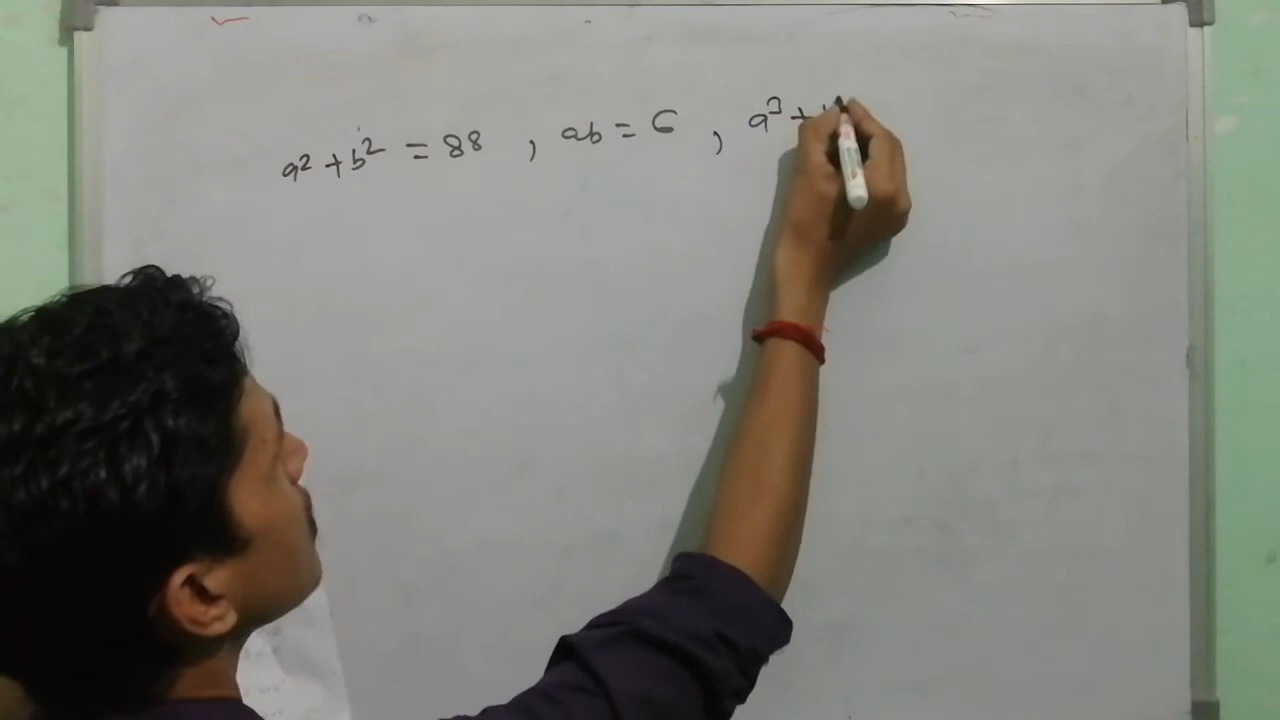 a² + b² = 88 , ab = 6 , a³ +